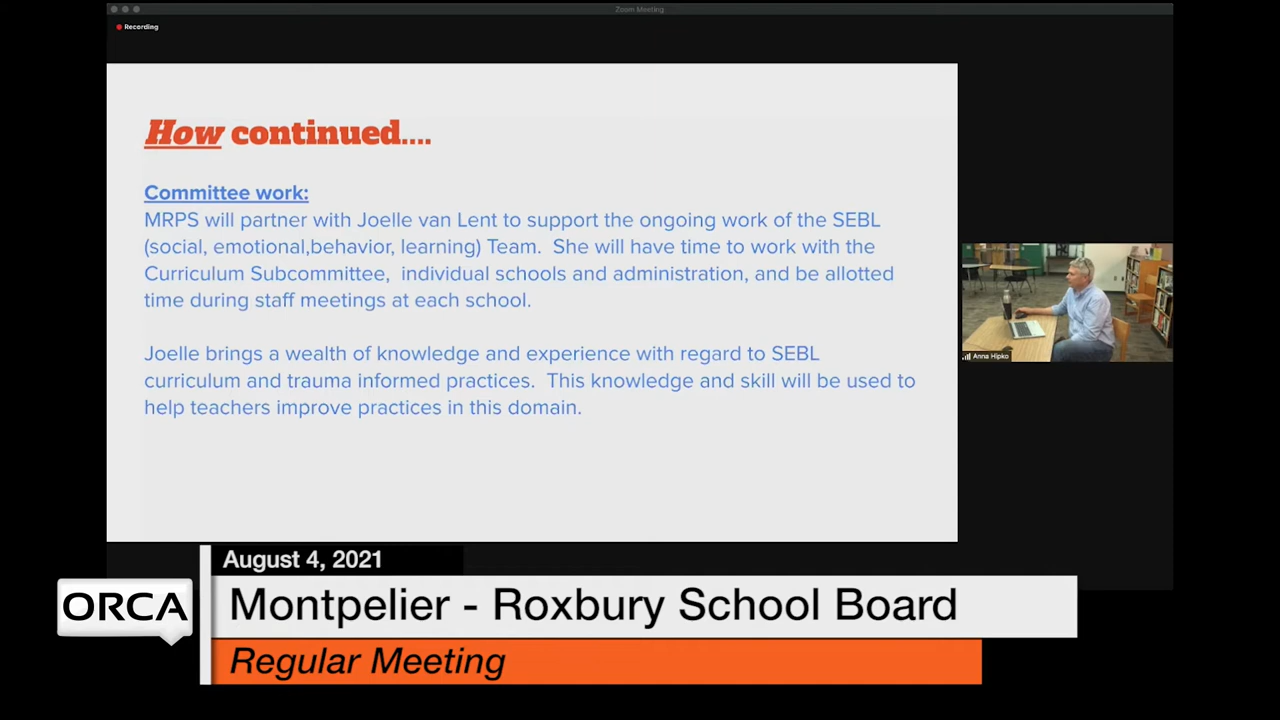 Zoom Meeting
Recording
How continued....
Committee work:
MRPS will partner with Joelle van Lent to support the ongoing work of the SEBL
(social, emotional,behavior, learning) Team.  She will have time to work with the
Curriculum Subcommittee,  individual schools and administration, and be allotted
time during staff meetings at each school.
Joelle brings a wealth of knowledge and experience with regard to SEBL
curriculum and trauma informed practices.  This knowledge and skill will be used to
help teachers improve practices in this domain.
Anna Hipko
August 4, 2021
ORCA
Montpelier - Roxbury School Board
Regular Meeting